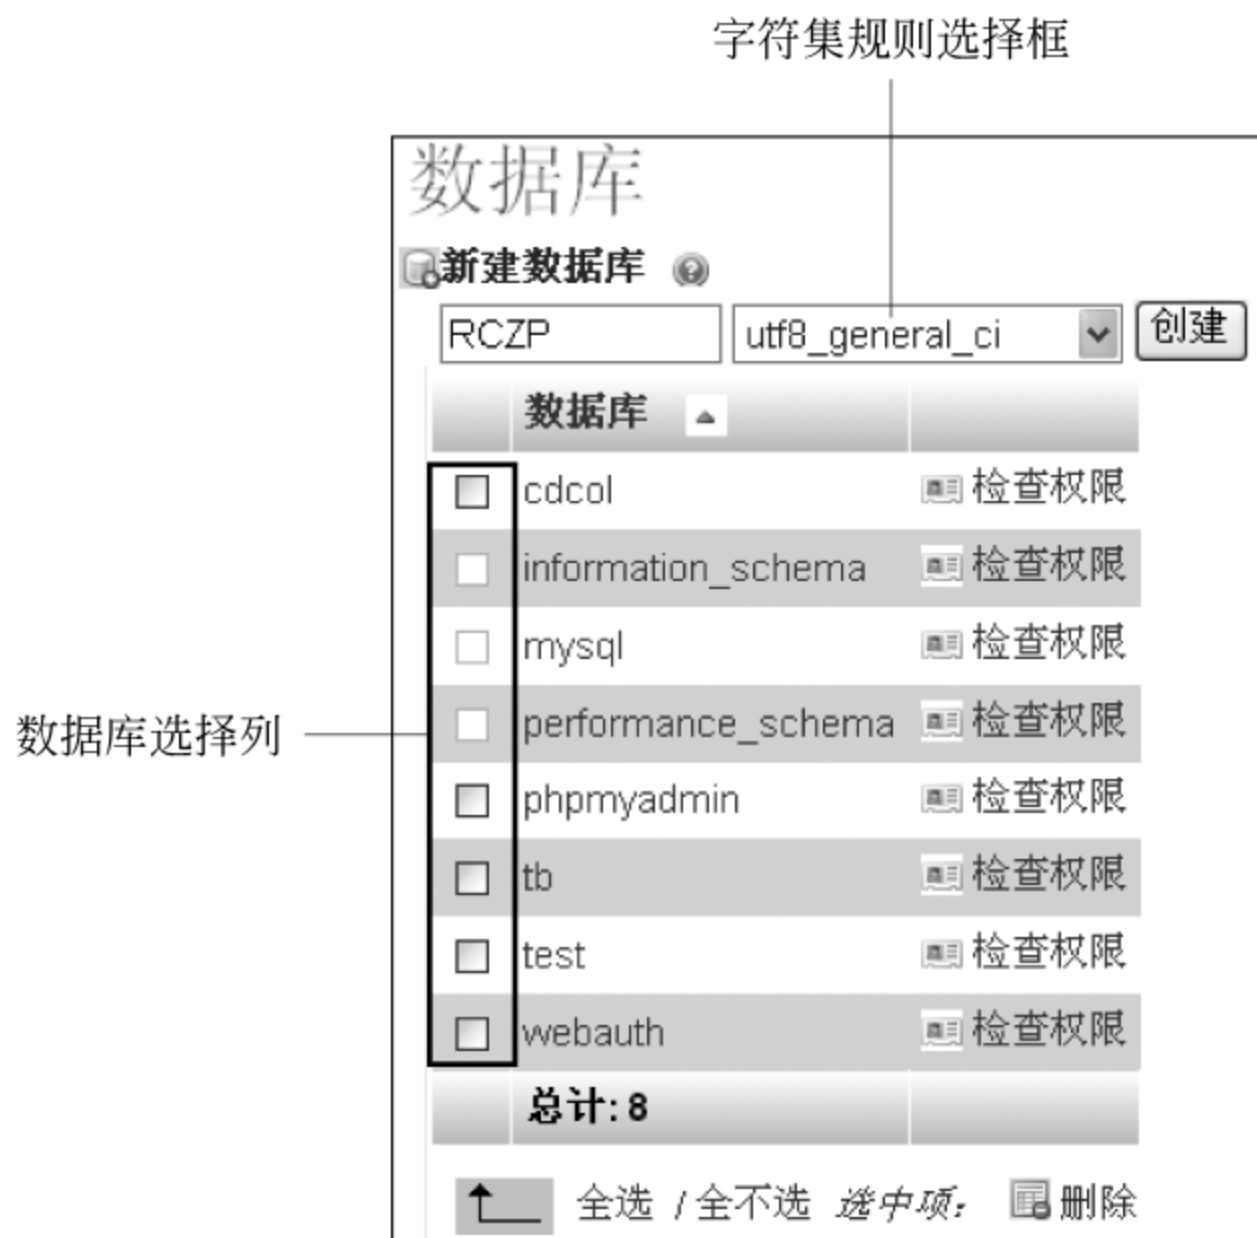 字符集规则选择框
数据库
新建数据库
RCZP utf8_general_ci 创建
数据库
cdcol 检查权限
information_schema 检查权限
mysql 检查权限
数据库选择列
performance_schema 检查权限
phpmyadmin 检查权限
tb 检查权限
test 检查权限
webauth 检查权限
总计: 8
全选 / 全不选 选中项: 删除